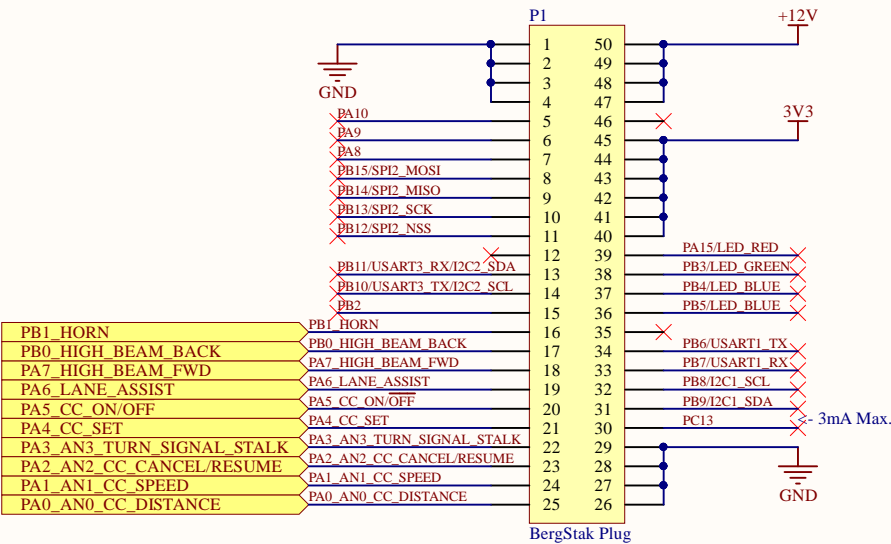 P1
+12V
1 50
2 49
3 48
GND
4 47
PA10 5 46
3V3
PA9 6 45
PA8 7 44
PB15/SPI2_MOSI 8 43
PB14/SPI2_MISO 9 42
PB13/SPI2_SCK 10 41
PB12/SPI2_NSS 11 40
12 39 PA15/LED_RED
PB11/USART3_RX/I2C2_SDA 13 38 PB3/LED_GREEN
PB10/USART3_TX/I2C2_SCL 14 37 PB4/LED_BLUE
PB2 15 36 PB5/LED_BLUE
PB1_HORN PB1_HORN 16 35
PB0_HIGH_BEAM_BACK PB0_HIGH_BEAM_BACK 17 34 PB6/USART1_TX
PA7_HIGH_BEAM_FWD PA7_HIGH_BEAM_FWD 18 33 PB7/USART1_RX
PA6_LANE_ASSIST PA6_LANE_ASSIST 19 32 PB8/I2C1_SCL
PA5_CC_ON/OFF PA5_CC_ON/OFF 20 31 PB9/I2C1_SDA
PA4_CC_SET PA4_CC_SET 21 30 PC13 <- 3mA Max.
PA3_AN3_TURN_SIGNAL_STALK PA3_AN3_TURN_SIGNAL_STALK 22 29
PA2_AN2_CC_CANCEL/RESUME PA2_AN2_CC_CANCEL/RESUME 23 28
PA1_AN1_CC_SPEED PA1_AN1_CC_SPEED 24 27
GND
PA0_AN0_CC_DISTANCE PA0_AN0_CC_DISTANCE 25 26
BergStak Plug